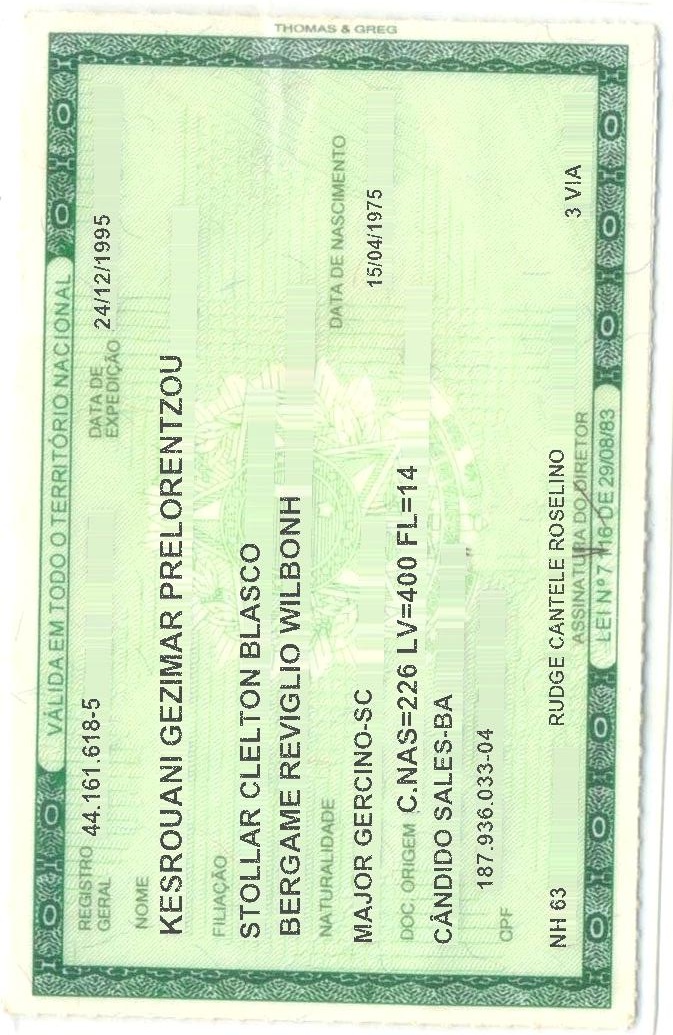 THOMAS & GREG
VÁLIDA EM TODO O TERRITÓRIO NACIONAL
REGISTRO GERAL 44.161.618-5 DATA DE EXPEDIÇÃO 24/12/1995
NOME
KESROUANI GEZIMAR PRELORENTZOU
FILIAÇÃO
STOLLAR CLELTON BLASCO
BERGAME REVIGLIO WILBONH
NATURALIDADE DATA DE NASCIMENTO
MAJOR GERCINO-SC 15/04/1975
DOC. ORIGEM C.NAS=226 LV=400 FL=14
CÂNDIDO SALES-BA
CPF 187.936.033-04
NH 63 RUDGE CANTELE ROSELINO 3 VIA
ASSINATURA DO DIRETOR
LEI Nº 7 116 DE 29/08/83